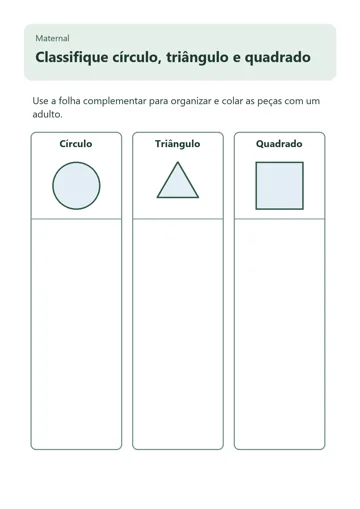 Maternal
Classifique círculo, triângulo e quadrado
Use a folha complementar para organizar e colar as peças com um
adulto.
Círculo
Triângulo
Quadrado